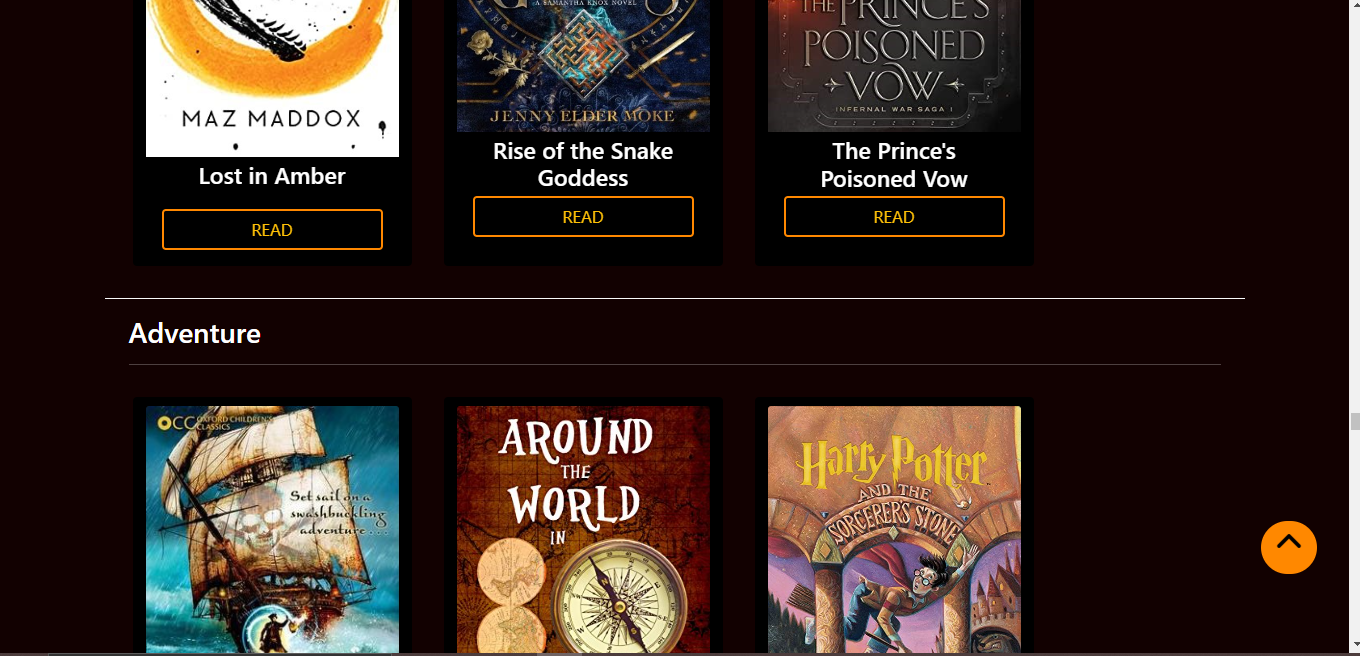 MAZ MADDOX
Lost in Amber
READ
A SAMANTHA KNOX NOVEL
JENNY ELDER MOKE
Rise of the Snake
Goddess
READ
THE PRINCE'S
POISONED
VOW
INFERNAL WAR SAGA I
The Prince's
Poisoned Vow
READ
Adventure
OCC OXFORD CHILDREN'S
CLASSICS
Set sail on a
swashbuckling
adventure . . .
AROUND
THE
WORLD
IN
Harry Potter
AND THE
SORCERER'S STONE